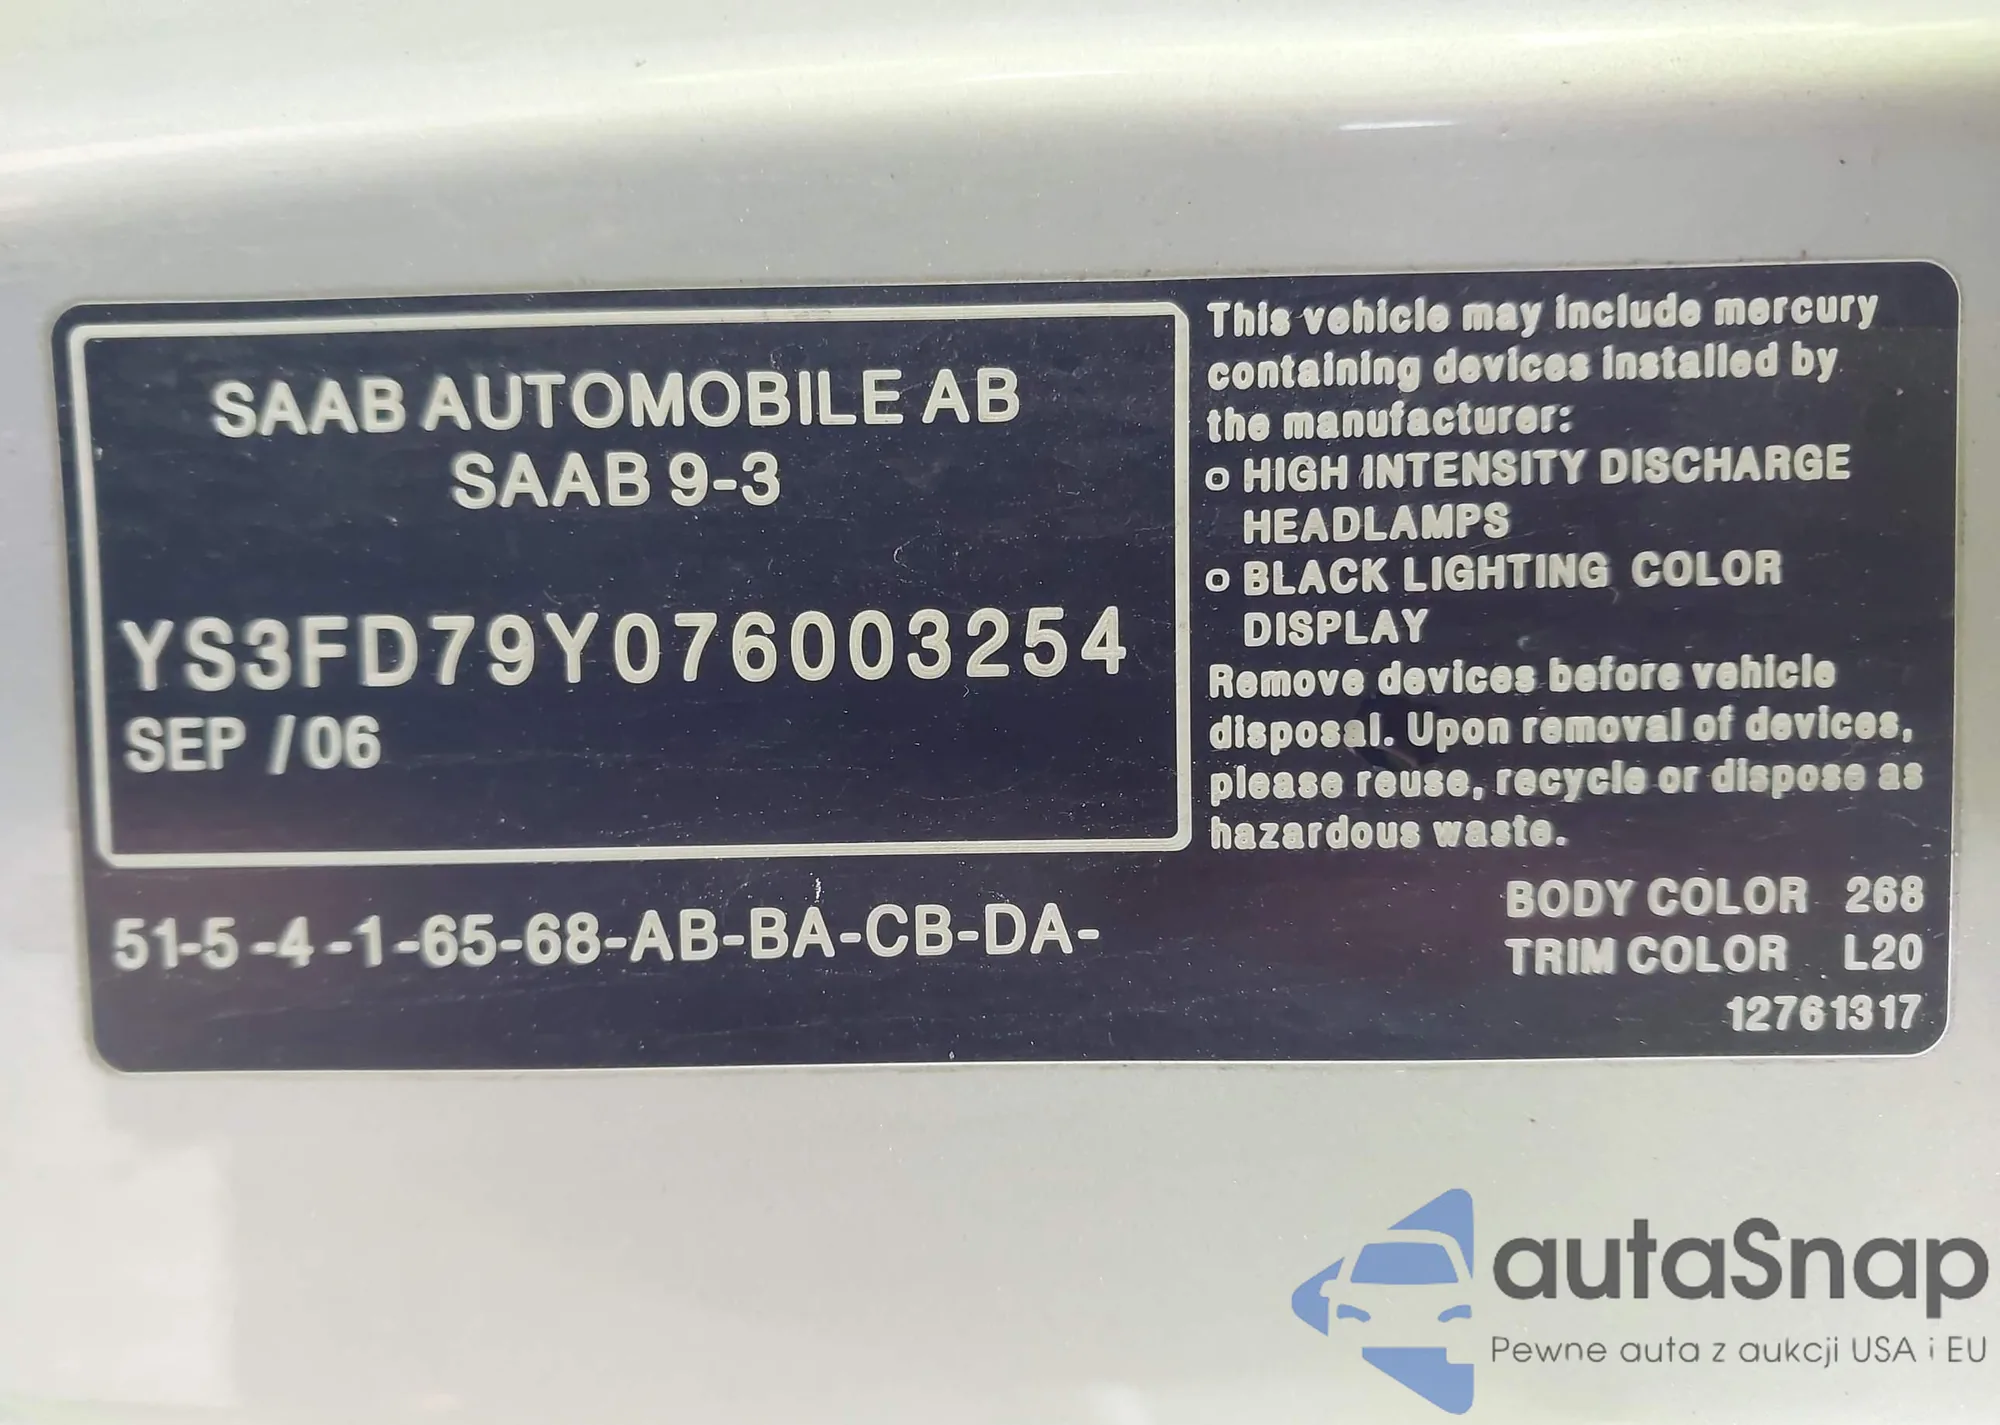 SAAB AUTOMOBILE AB
SAAB 9-3
YS3FD79Y076003254
SEP /06
51-5-4-1-65-68-AB-BA-CB-DA-
This vehicle may include mercury
containing devices installed by
the manufacturer:
o HIGH INTENSITY DISCHARGE
HEADLAMPS
o BLACK LIGHTING COLOR
DISPLAY
Remove devices before vehicle
disposal. Upon removal of devices,
please reuse, recycle or dispose as
hazardous waste.
BODY COLOR 268
TRIM COLOR L20
12761317
autaSnap
Pewne auta z aukcji USA i EU